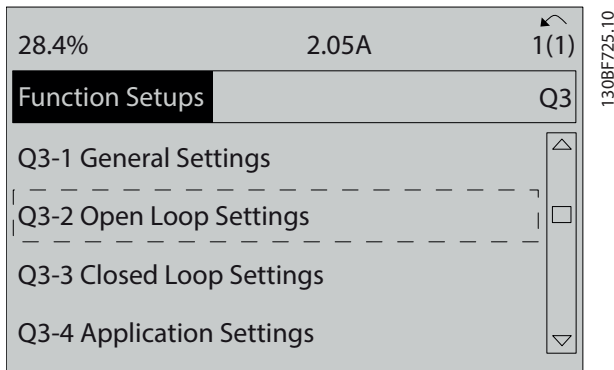 28.4% 2.05A 1(1)
Function Setups Q3
Q3-1 General Settings
Q3-2 Open Loop Settings
Q3-3 Closed Loop Settings
Q3-4 Application Settings
130BF725.10